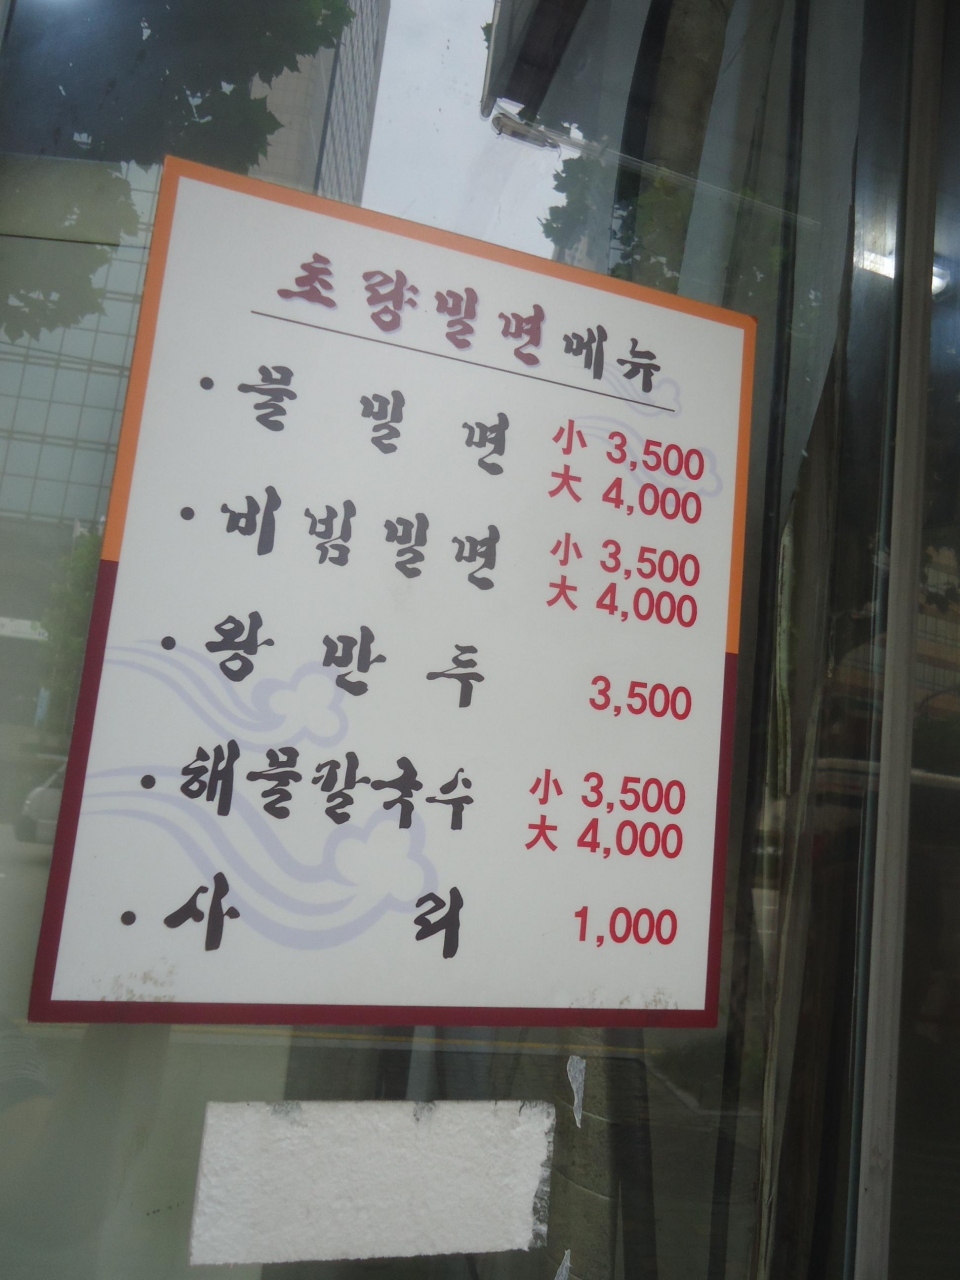 초량밀면메뉴
· 물 밀 면 小 3,500
大 4,000
· 비빔밀면 小 3,500
大 4,000
· 왕 만 두 3,500
· 해물칼국수 小 3,500
大 4,000
· 사 리 1,000